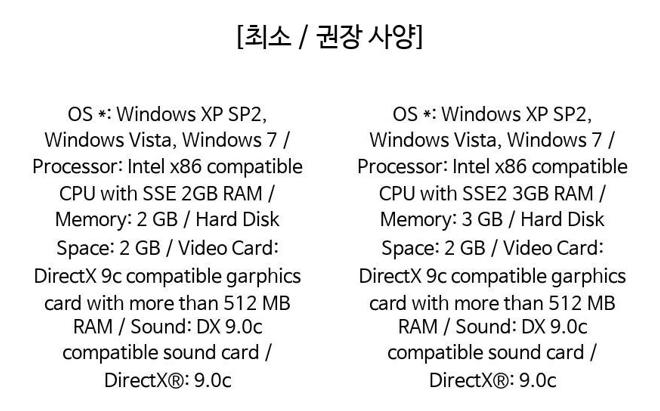 [최소 / 권장 사양]
OS *: Windows XP SP2,
Windows Vista, Windows 7 /
Processor: Intel x86 compatible
CPU with SSE 2GB RAM /
Memory: 2 GB / Hard Disk
Space: 2 GB / Video Card:
DirectX 9c compatible garphics
card with more than 512 MB
RAM / Sound: DX 9.0c
compatible sound card /
DirectX®: 9.0c
OS *: Windows XP SP2,
Windows Vista, Windows 7 /
Processor: Intel x86 compatible
CPU with SSE2 3GB RAM /
Memory: 3 GB / Hard Disk
Space: 2 GB / Video Card:
DirectX 9c compatible garphics
card with more than 512 MB
RAM / Sound: DX 9.0c
compatible sound card /
DirectX®: 9.0c